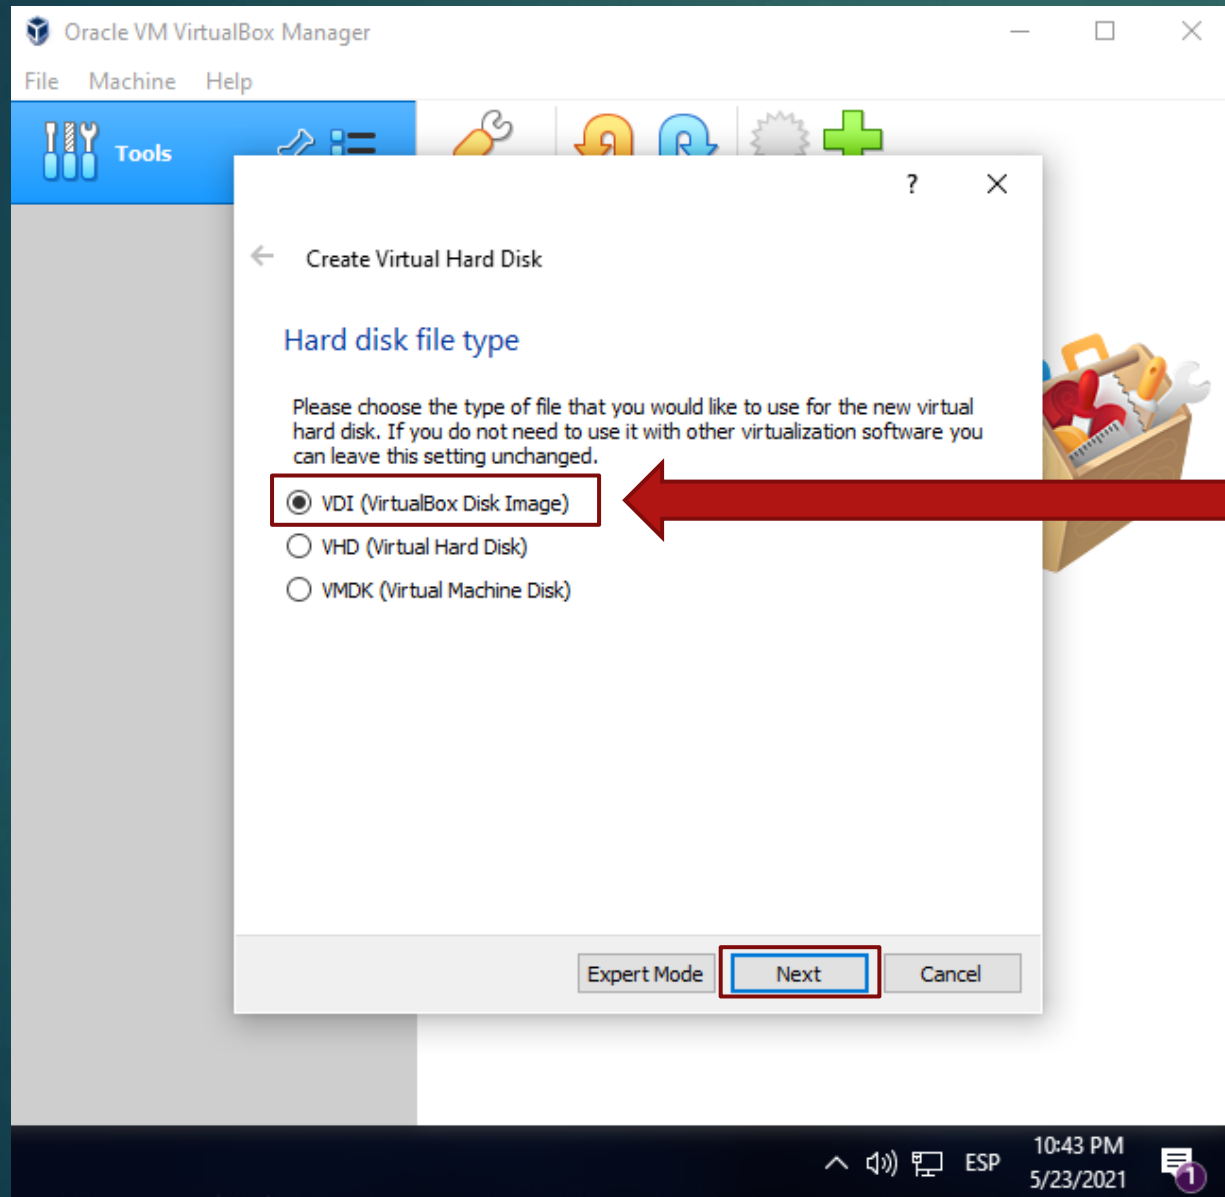 Oracle VM VirtualBox Manager
File Machine Help
Tools
?
Create Virtual Hard Disk
Hard disk file type
Please choose the type of file that you would like to use for the new virtual
hard disk. If you do not need to use it with other virtualization software you
can leave this setting unchanged.
VDI (VirtualBox Disk Image)
VHD (Virtual Hard Disk)
VMDK (Virtual Machine Disk)
Expert Mode Next Cancel
ESP
10:43 PM
5/23/2021
1